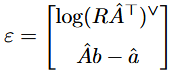 ε = [ log(RÂ^⊤)^∨
Âb − â ]